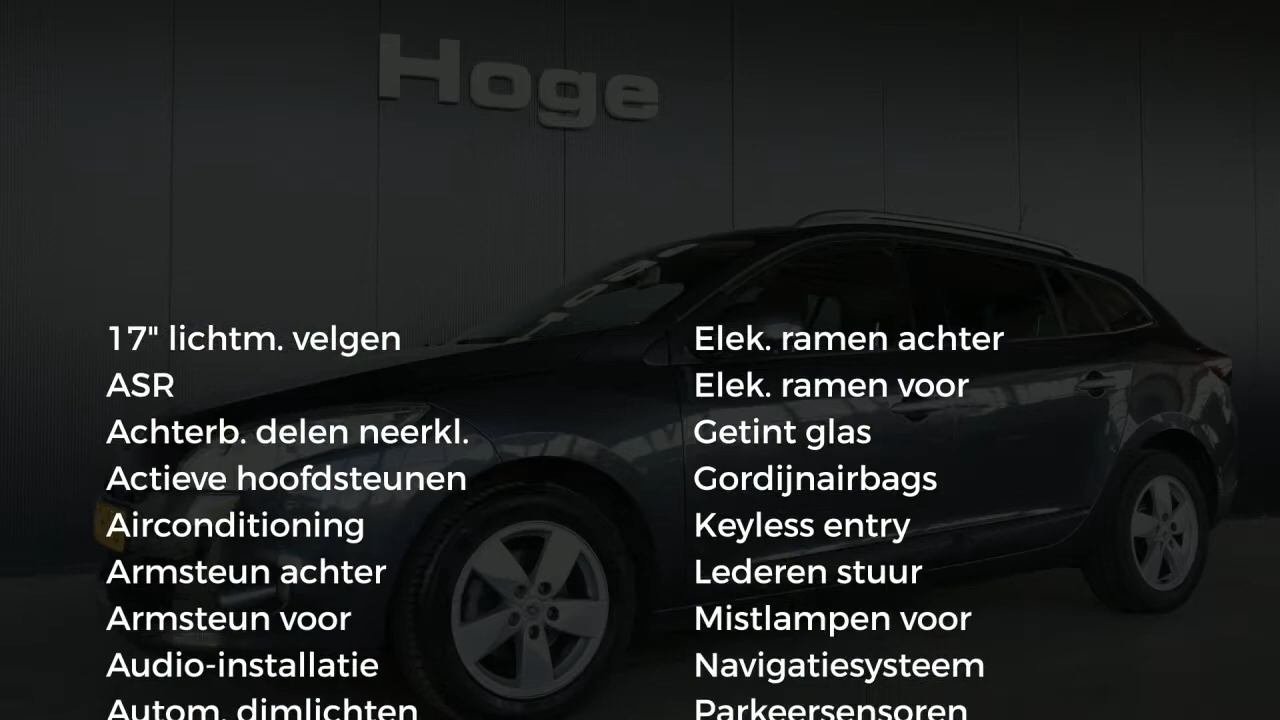 Hoge
17" lichtm. velgen
ASR
Achterb. delen neerkl.
Actieve hoofdsteunen
Airconditioning
Armsteun achter
Armsteun voor
Audio-installatie
Autom. dimlichten
Elek. ramen achter
Elek. ramen voor
Getint glas
Gordijnairbags
Keyless entry
Lederen stuur
Mistlampen voor
Navigatiesysteem
Parkeersensoren